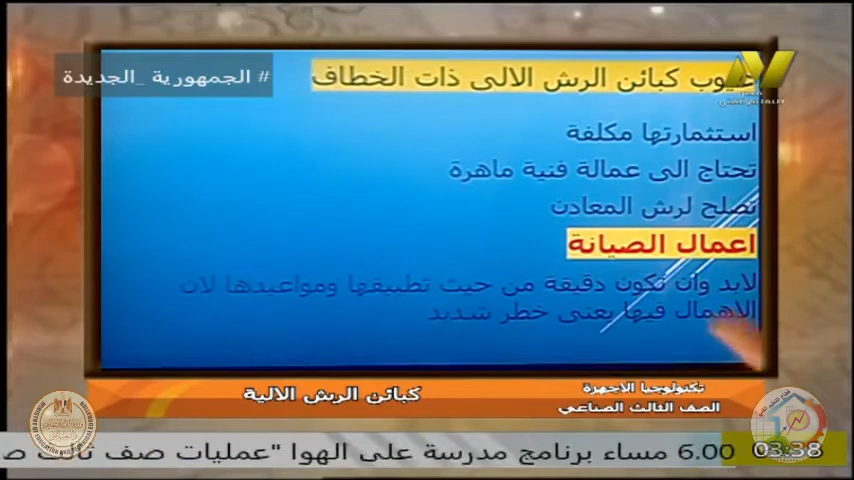 # الجمهورية _الجديدة
عيوب كبائن الرش الالى ذات الخطاف
استثمارتها مكلفة
تحتاج الى عمالة فنية ماهرة
تصلح لرش المعادن
اعمال الصيانة
لابد وان تكون دقيقة من حيث تطبيقها ومواعيدها لان
الاهمال فيها يعنى خطر شديد
تكنولوجيا الاجهزة
الصف الثالث الصناعي
كبائن الرش الالية
6.00 مساء برنامج مدرسة على الهوا "عمليات صف ثالث ص
03:38